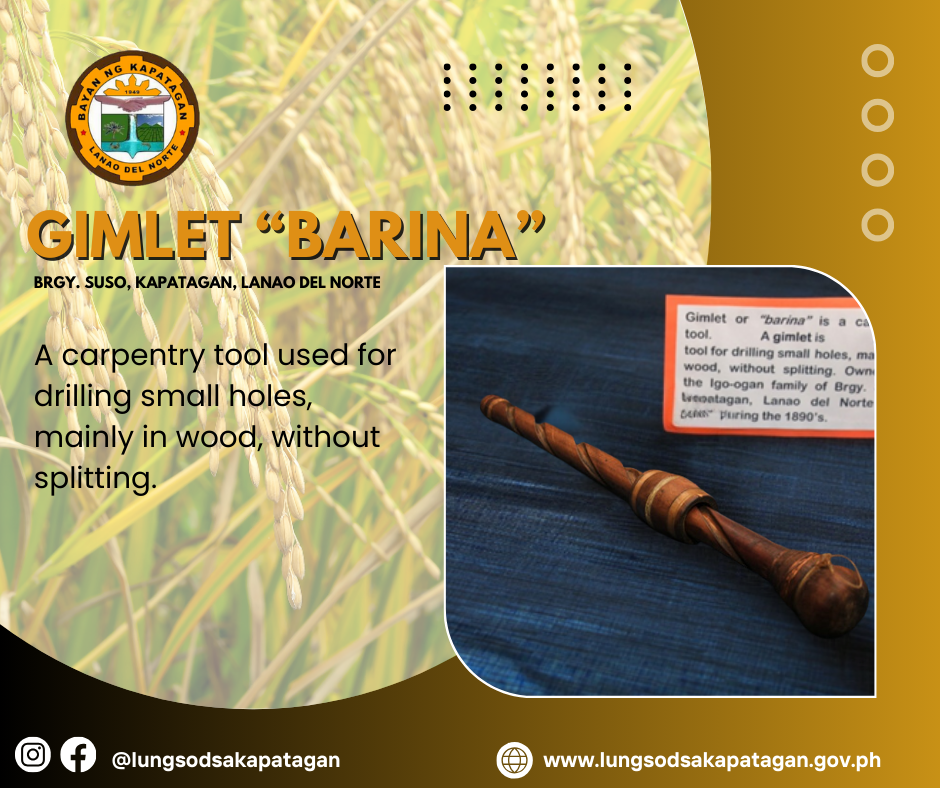 BAYAN NG KAPATAGAN
1949
LANAO DEL NORTE
GIMLET “BARINA”
BRGY. SUSO, KAPATAGAN, LANAO DEL NORTE
A carpentry tool used for
drilling small holes,
mainly in wood, without
splitting.
Gimlet or "barina" is a
tool. A gimlet is
tool for drilling small holes,
wood, without splitting.
the Igo-ogan family of Brgy.
Lanao del Norte
during the 1890's.
@lungsodsakapatagan
www.lungsodsakapatagan.gov.ph